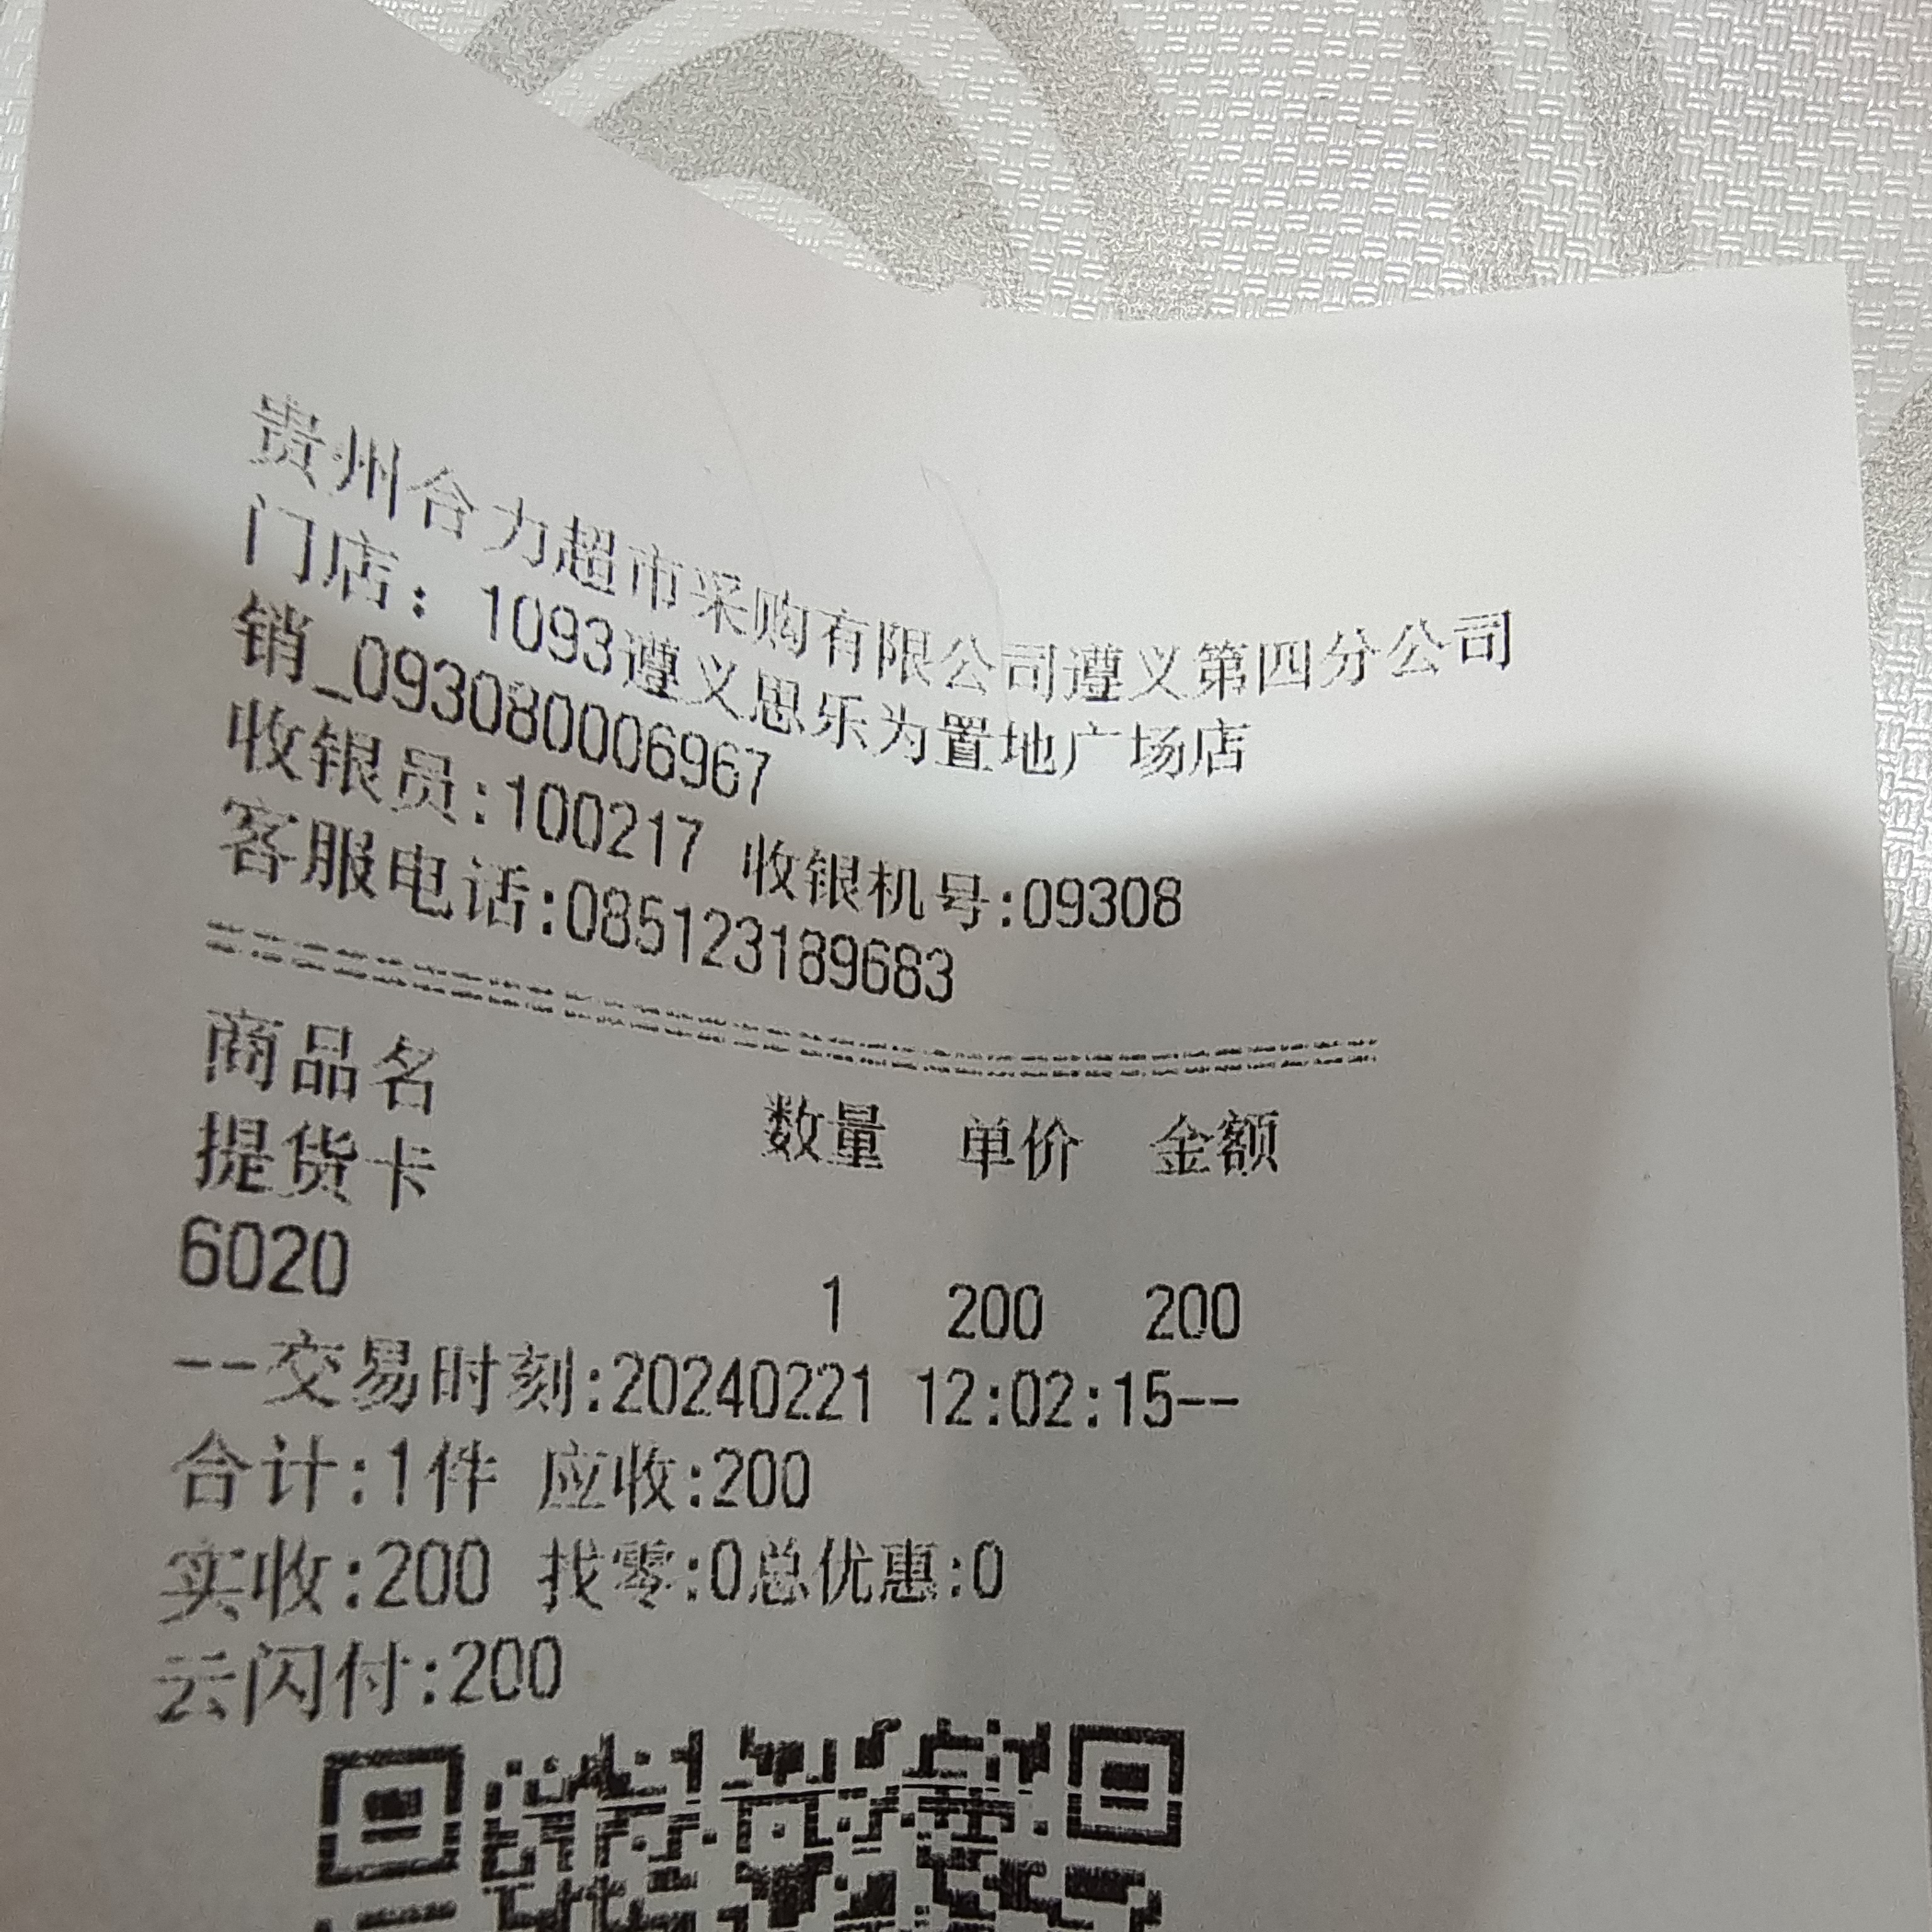 贵州合力超市采购有限公司遵义第四分公司
门店：1093遵义思乐为置地广场店
销_093080006967
收银员:100217 收银机号:09308
客服电话:085123189683
商品名 数量 单价 金额
提货卡
6020
1 200 200
--交易时刻:20240221 12:02:15--
合计:1件 应收:200
实收:200 找零:0总优惠:0
云闪付:200